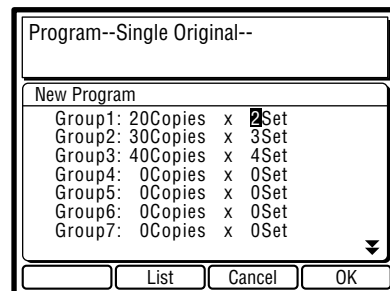 Program--Single Original--
New Program
Group1: 20Copies x 2Set
Group2: 30Copies x 3Set
Group3: 40Copies x 4Set
Group4: 0Copies x 0Set
Group5: 0Copies x 0Set
Group6: 0Copies x 0Set
Group7: 0Copies x 0Set
List Cancel OK